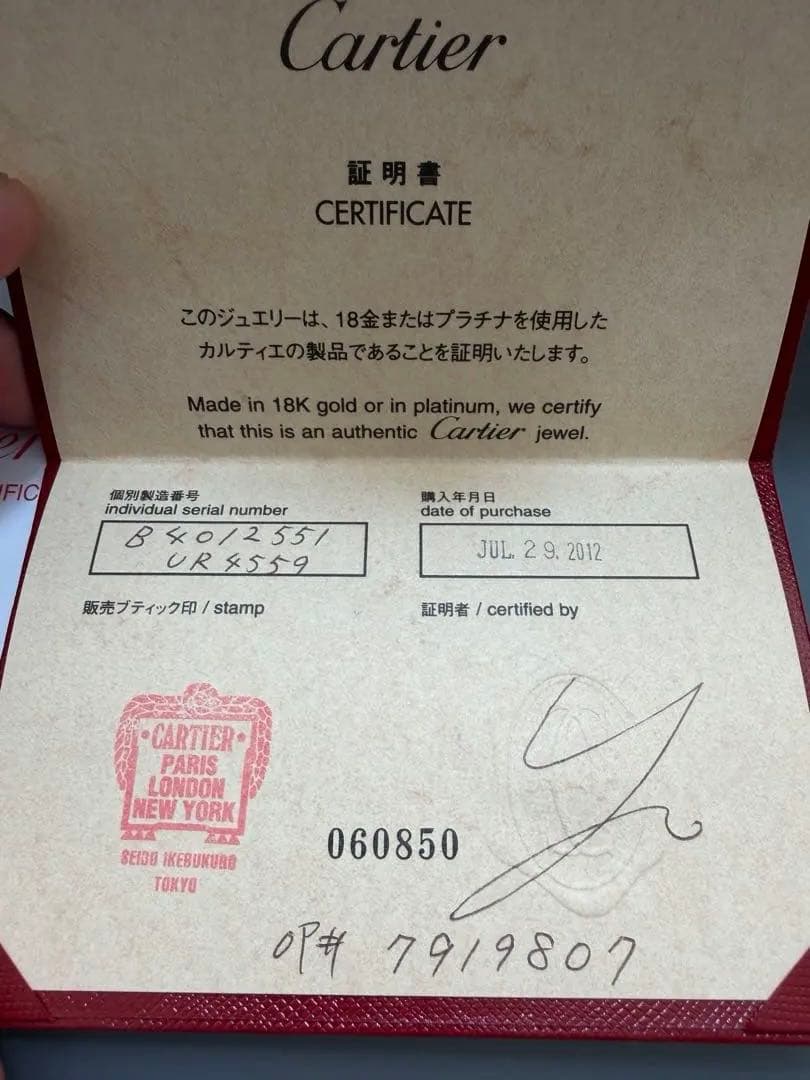 Cartier
証明書
CERTIFICATE
このジュエリーは、18金またはプラチナを使用した
カルティエの製品であることを証明いたします。
Made in 18K gold or in platinum, we certify
that this is an authentic Cartier jewel.
個別製造番号
individual serial number
B4012551
UR4559
購入年月日
date of purchase
JUL. 29. 2012
販売ブティック印 / stamp
証明者 / certified by
CARTIER
PARIS
LONDON
NEW YORK
SEIBU IKEBUKURO
TOKYO
060850
OP# 7919807
er
IFIC